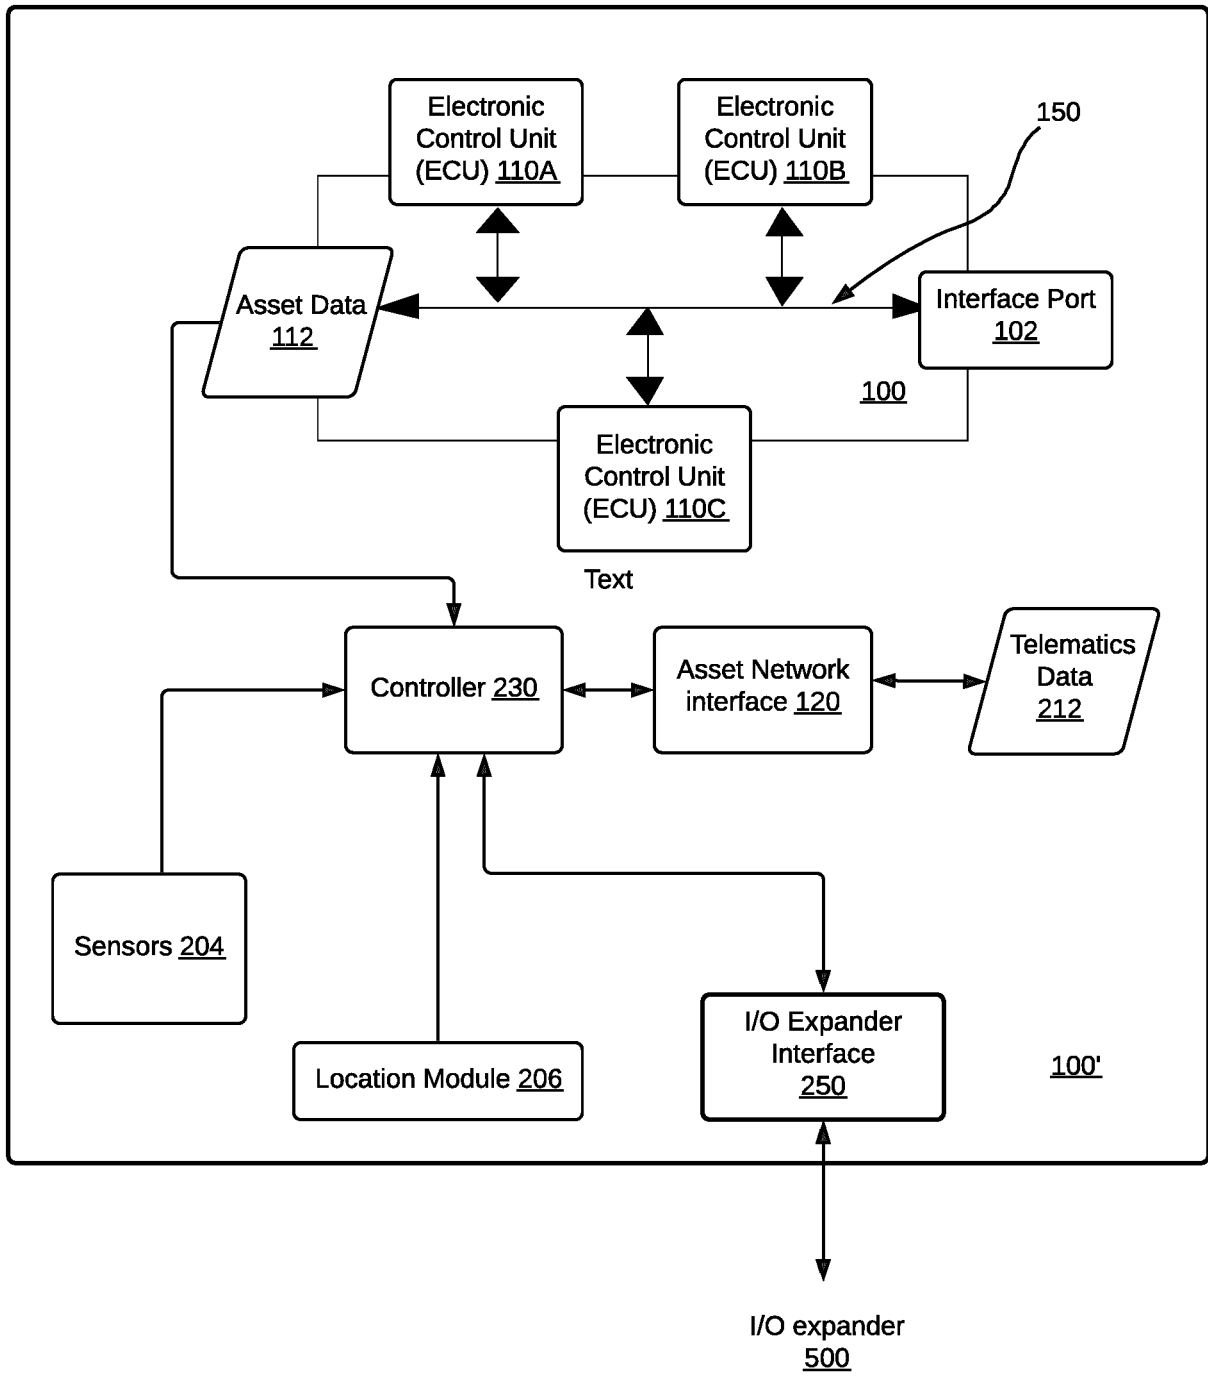 Electronic
Control Unit
(ECU) 110A
Electronic
Control Unit
(ECU) 110B
150
Asset Data
112
Interface Port
102
100
Electronic
Control Unit
(ECU) 110C
Text
Controller 230
Asset Network
interface 120
Telematics
Data
212
Sensors 204
Location Module 206
I/O Expander
Interface
250
100'
I/O expander
500